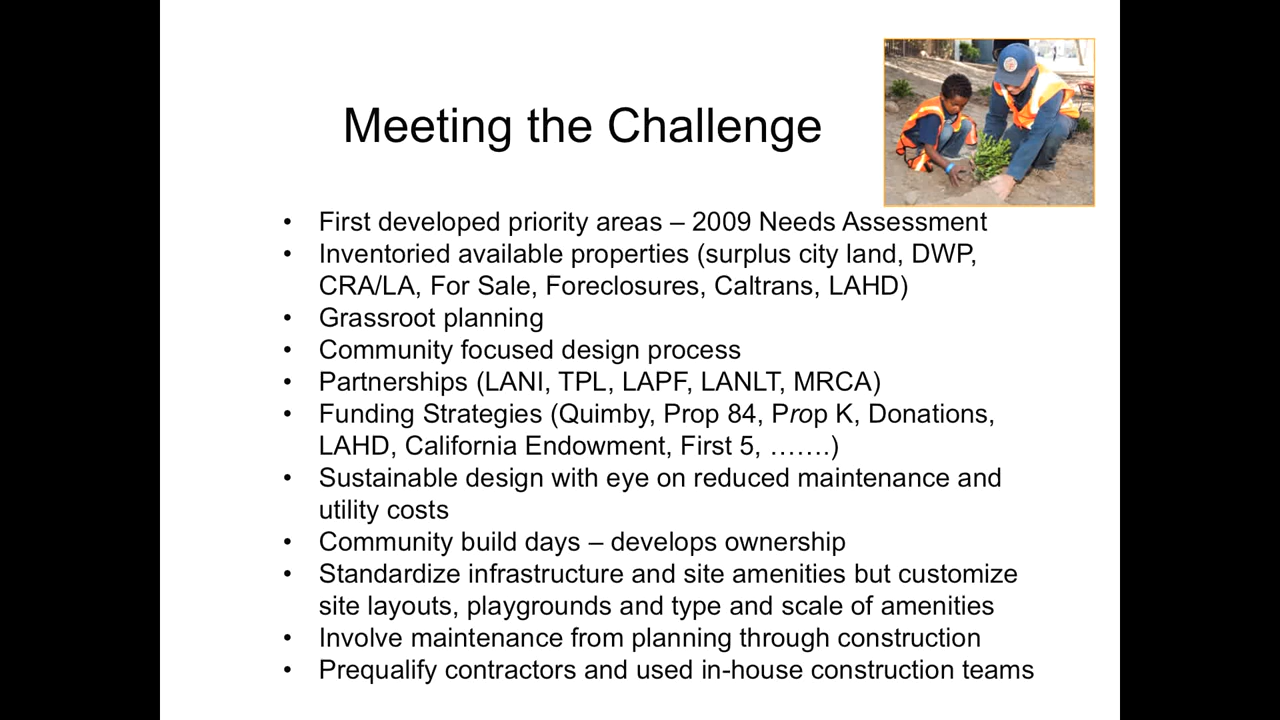 Meeting the Challenge
• First developed priority areas – 2009 Needs Assessment
• Inventoried available properties (surplus city land, DWP,
CRA/LA, For Sale, Foreclosures, Caltrans, LAHD)
• Grassroot planning
• Community focused design process
• Partnerships (LANI, TPL, LAPF, LANLT, MRCA)
• Funding Strategies (Quimby, Prop 84, Prop K, Donations,
LAHD, California Endowment, First 5, …….)
• Sustainable design with eye on reduced maintenance and
utility costs
• Community build days – develops ownership
• Standardize infrastructure and site amenities but customize
site layouts, playgrounds and type and scale of amenities
• Involve maintenance from planning through construction
• Prequalify contractors and used in-house construction teams